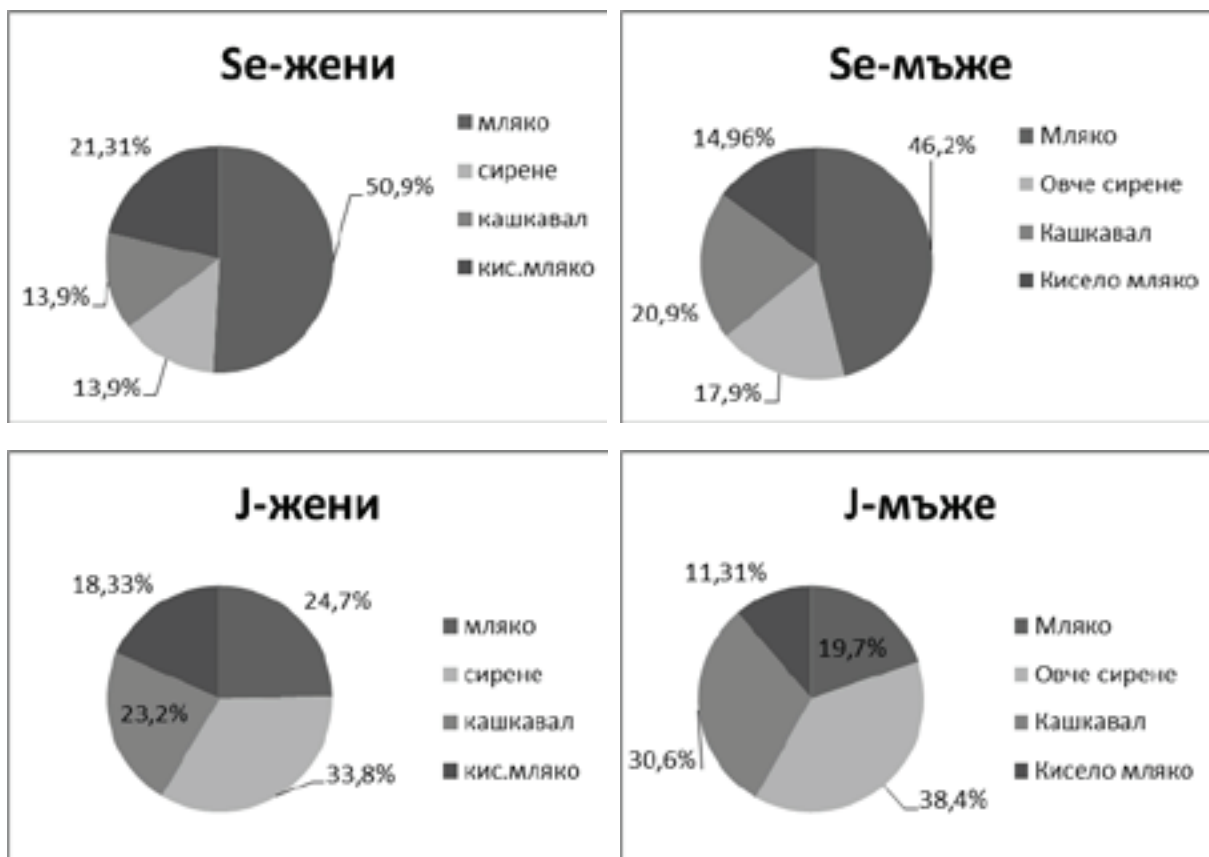 Se-жени
21,31%
50,9%
13,9%
13,9%
мляко
сирене
кашкавал
кис.мляко
Se-мъже
14,96%
46,2%
20,9%
17,9%
Мляко
Овче сирене
Кашкавал
Кисело мляко
J-жени
18,33%
24,7%
23,2%
33,8%
мляко
сирене
кашкавал
кис.мляко
J-мъже
11,31%
19,7%
30,6%
38,4%
Мляко
Овче сирене
Кашкавал
Кисело мляко